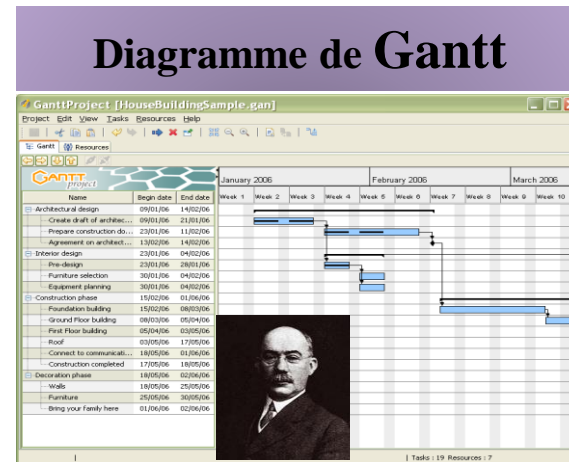 Diagramme de Gantt
GanttProject [HouseBuildingSample.gan]
Project Edit View Tasks Resources Help
Gantt Resources
GANTT project
January 2006 February 2006 March 2006
Name Begin date End date Week 1 Week 2 Week 3 Week 4 Week 5 Week 6 Week 7 Week 8 Week 9 Week 10
Architectural design 09/01/06 14/02/06
Create draft of architec... 09/01/06 21/01/06
Prepare construction do... 23/01/06 11/02/06
Agreement on architect... 13/02/06 14/02/06
Interior design 23/01/06 04/02/06
Pre-design 23/01/06 28/01/06
Furniture selection 30/01/06 04/02/06
Equipment planning 30/01/06 04/02/06
Construction phase 15/02/06 01/06/06
Foundation building 15/02/06 08/03/06
Ground Floor building 08/03/06 05/04/06
First Floor building 05/04/06 03/05/06
Roof 03/05/06 17/05/06
Connect to communicati... 18/05/06 01/06/06
Construction completed 17/05/06 18/05/06
Decoration phase 18/05/06 02/06/06
Walls 18/05/06 25/05/06
Furniture 25/05/06 30/05/06
Bring your family here 01/06/06 02/06/06
Tasks : 19 Resources : 7